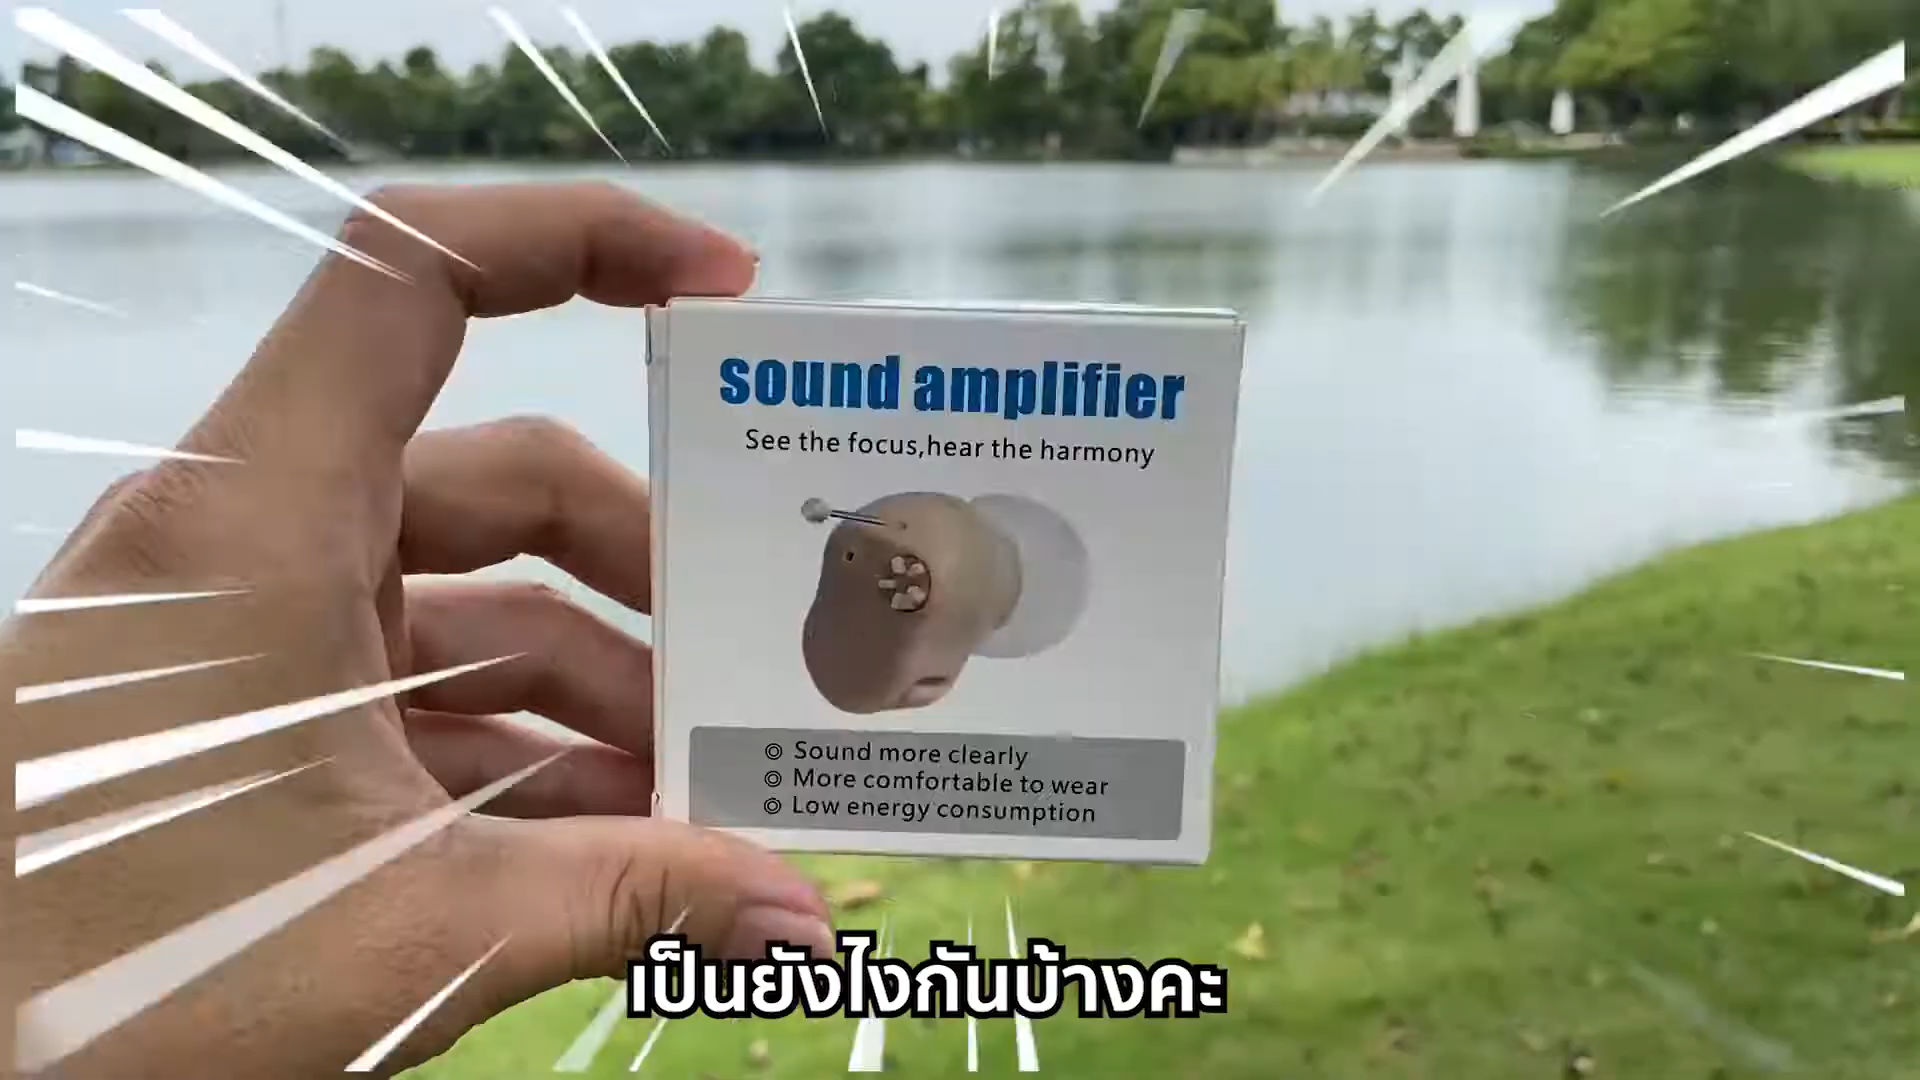 sound amplifier
See the focus,hear the harmony
◎ Sound more clearly
◎ More comfortable to wear
◎ Low energy consumption
เป็นยังไงกันบ้างคะ